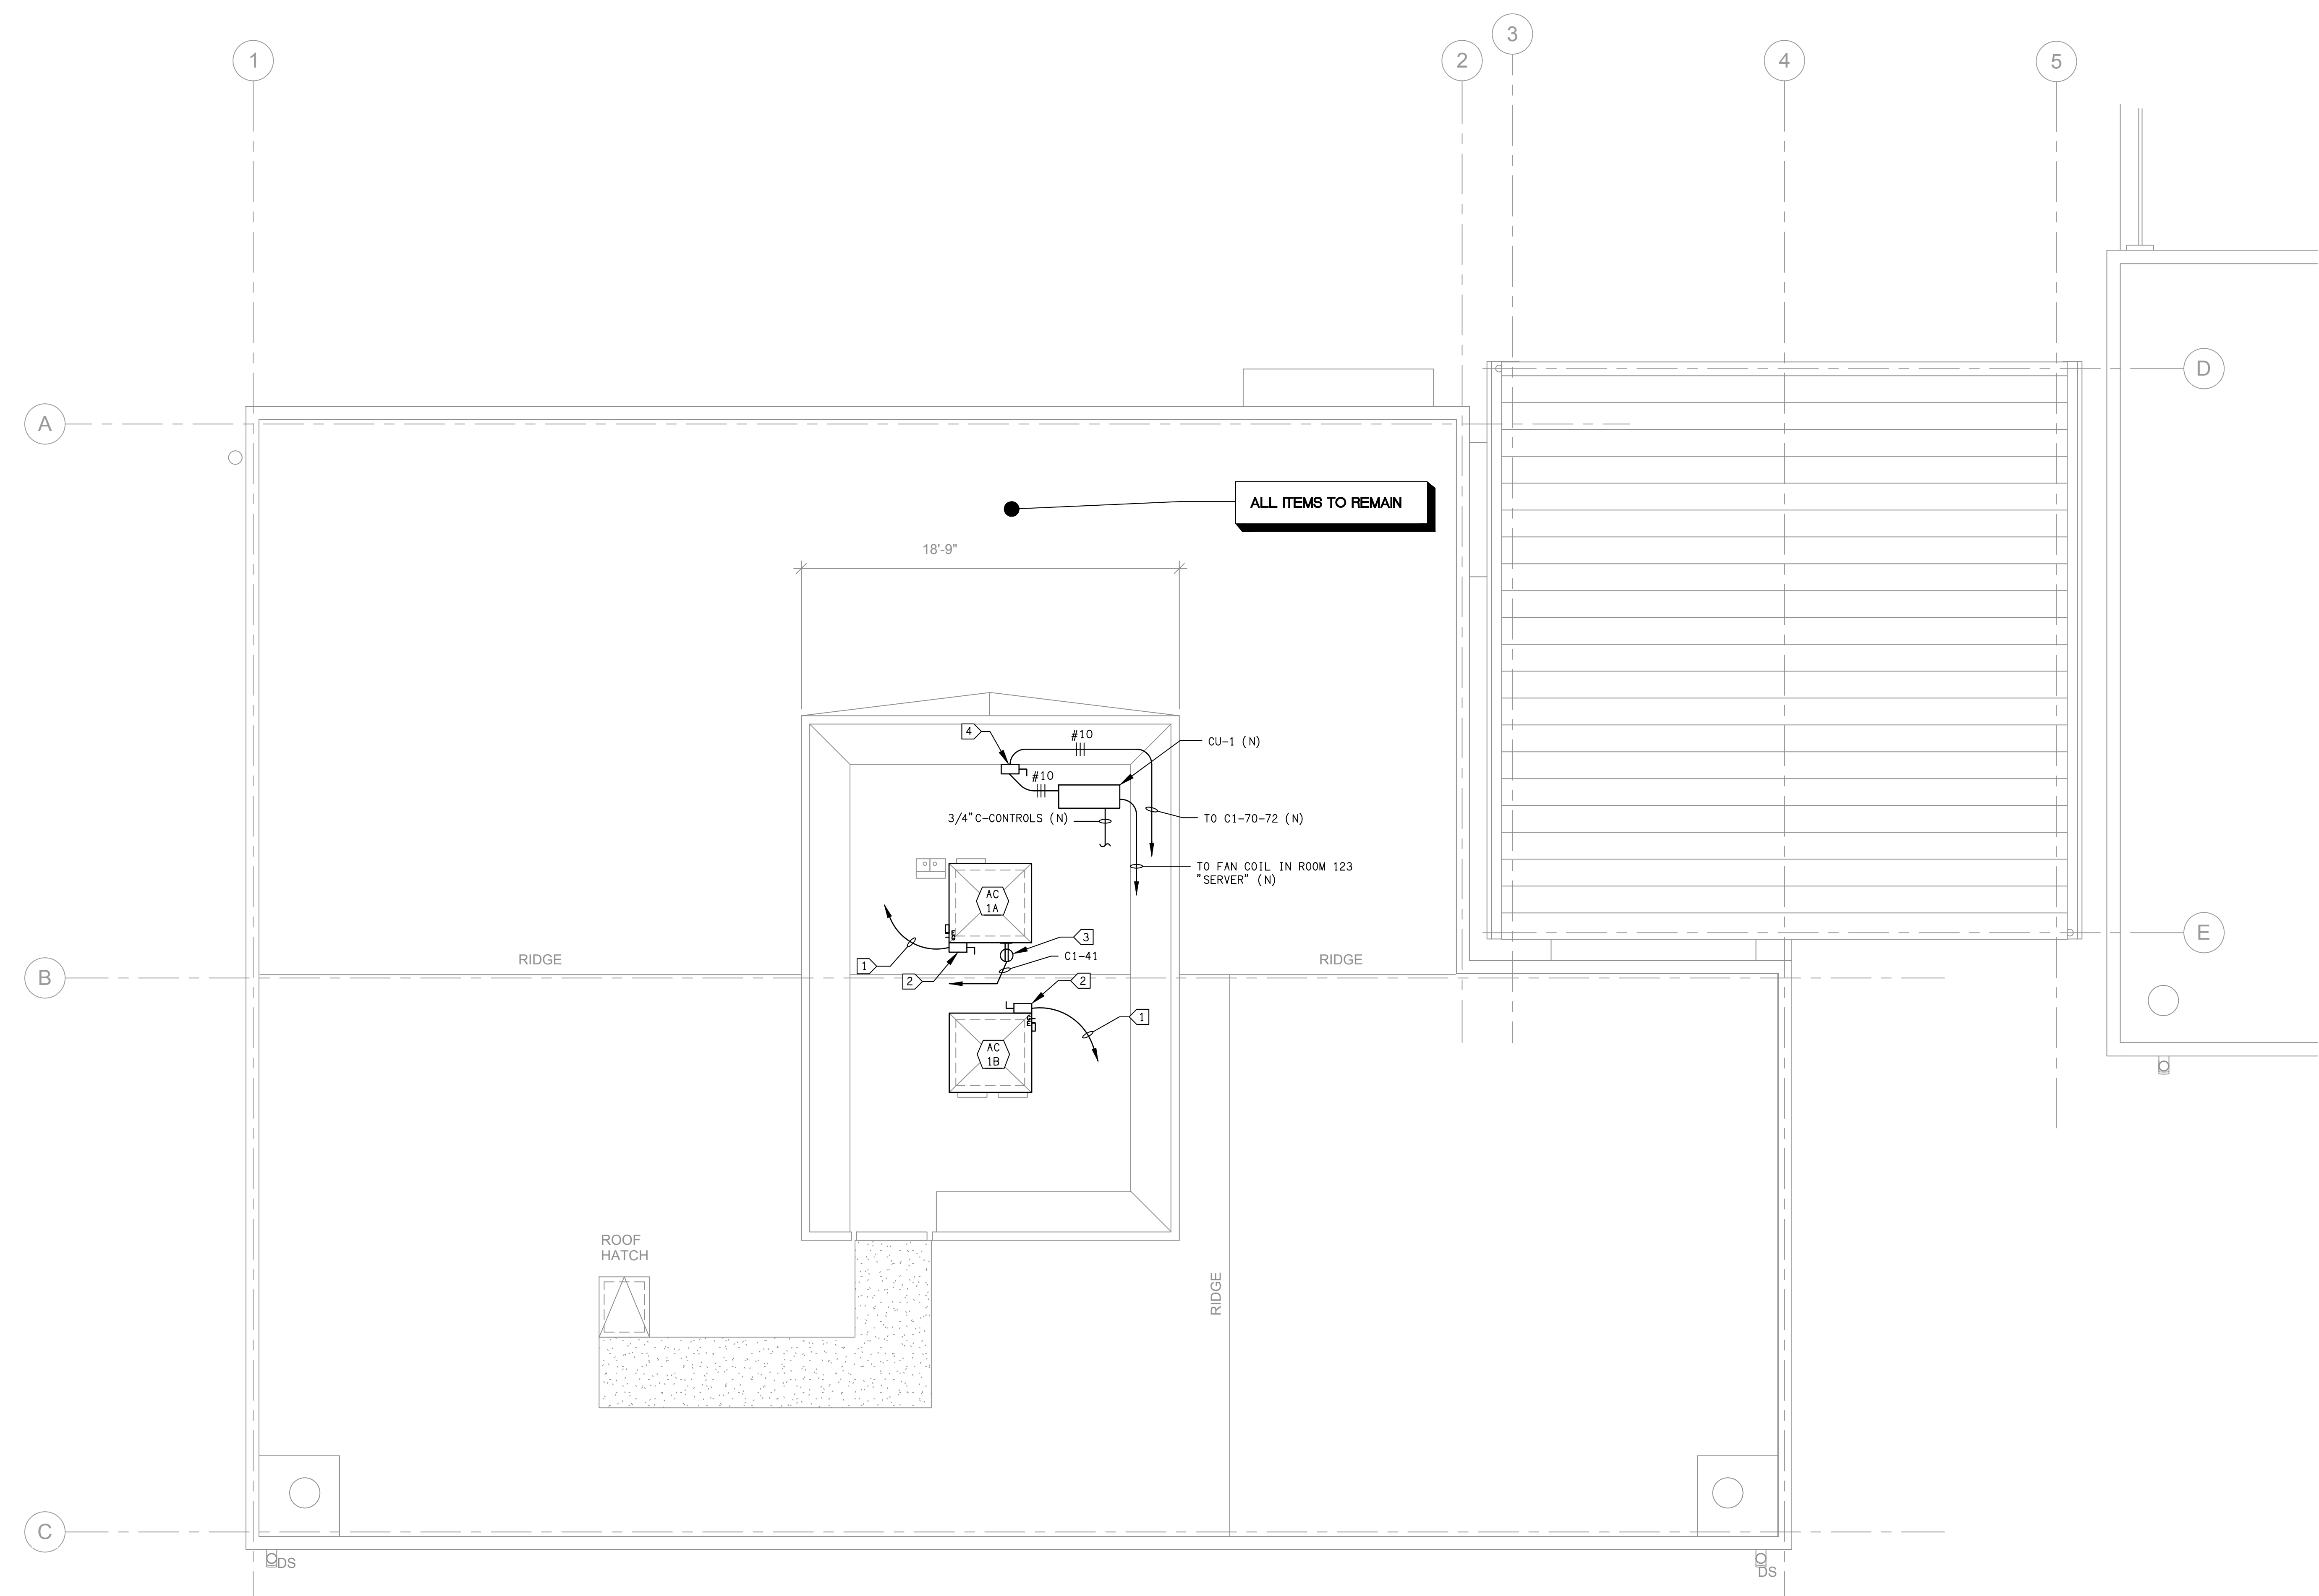 3
1
2
4
5
D
A
ALL ITEMS TO REMAIN
18'-9"
4
#10
CU-1 (N)
#10
3/4"C-CONTROLS (N)
TO C1-70-72 (N)
TO FAN COIL IN ROOM 123
"SERVER" (N)
AC
1A
E
3
C1-41
1
2
RIDGE
RIDGE
B
2
1
AC
1B
ROOF
HATCH
RIDGE
C
DS
DS